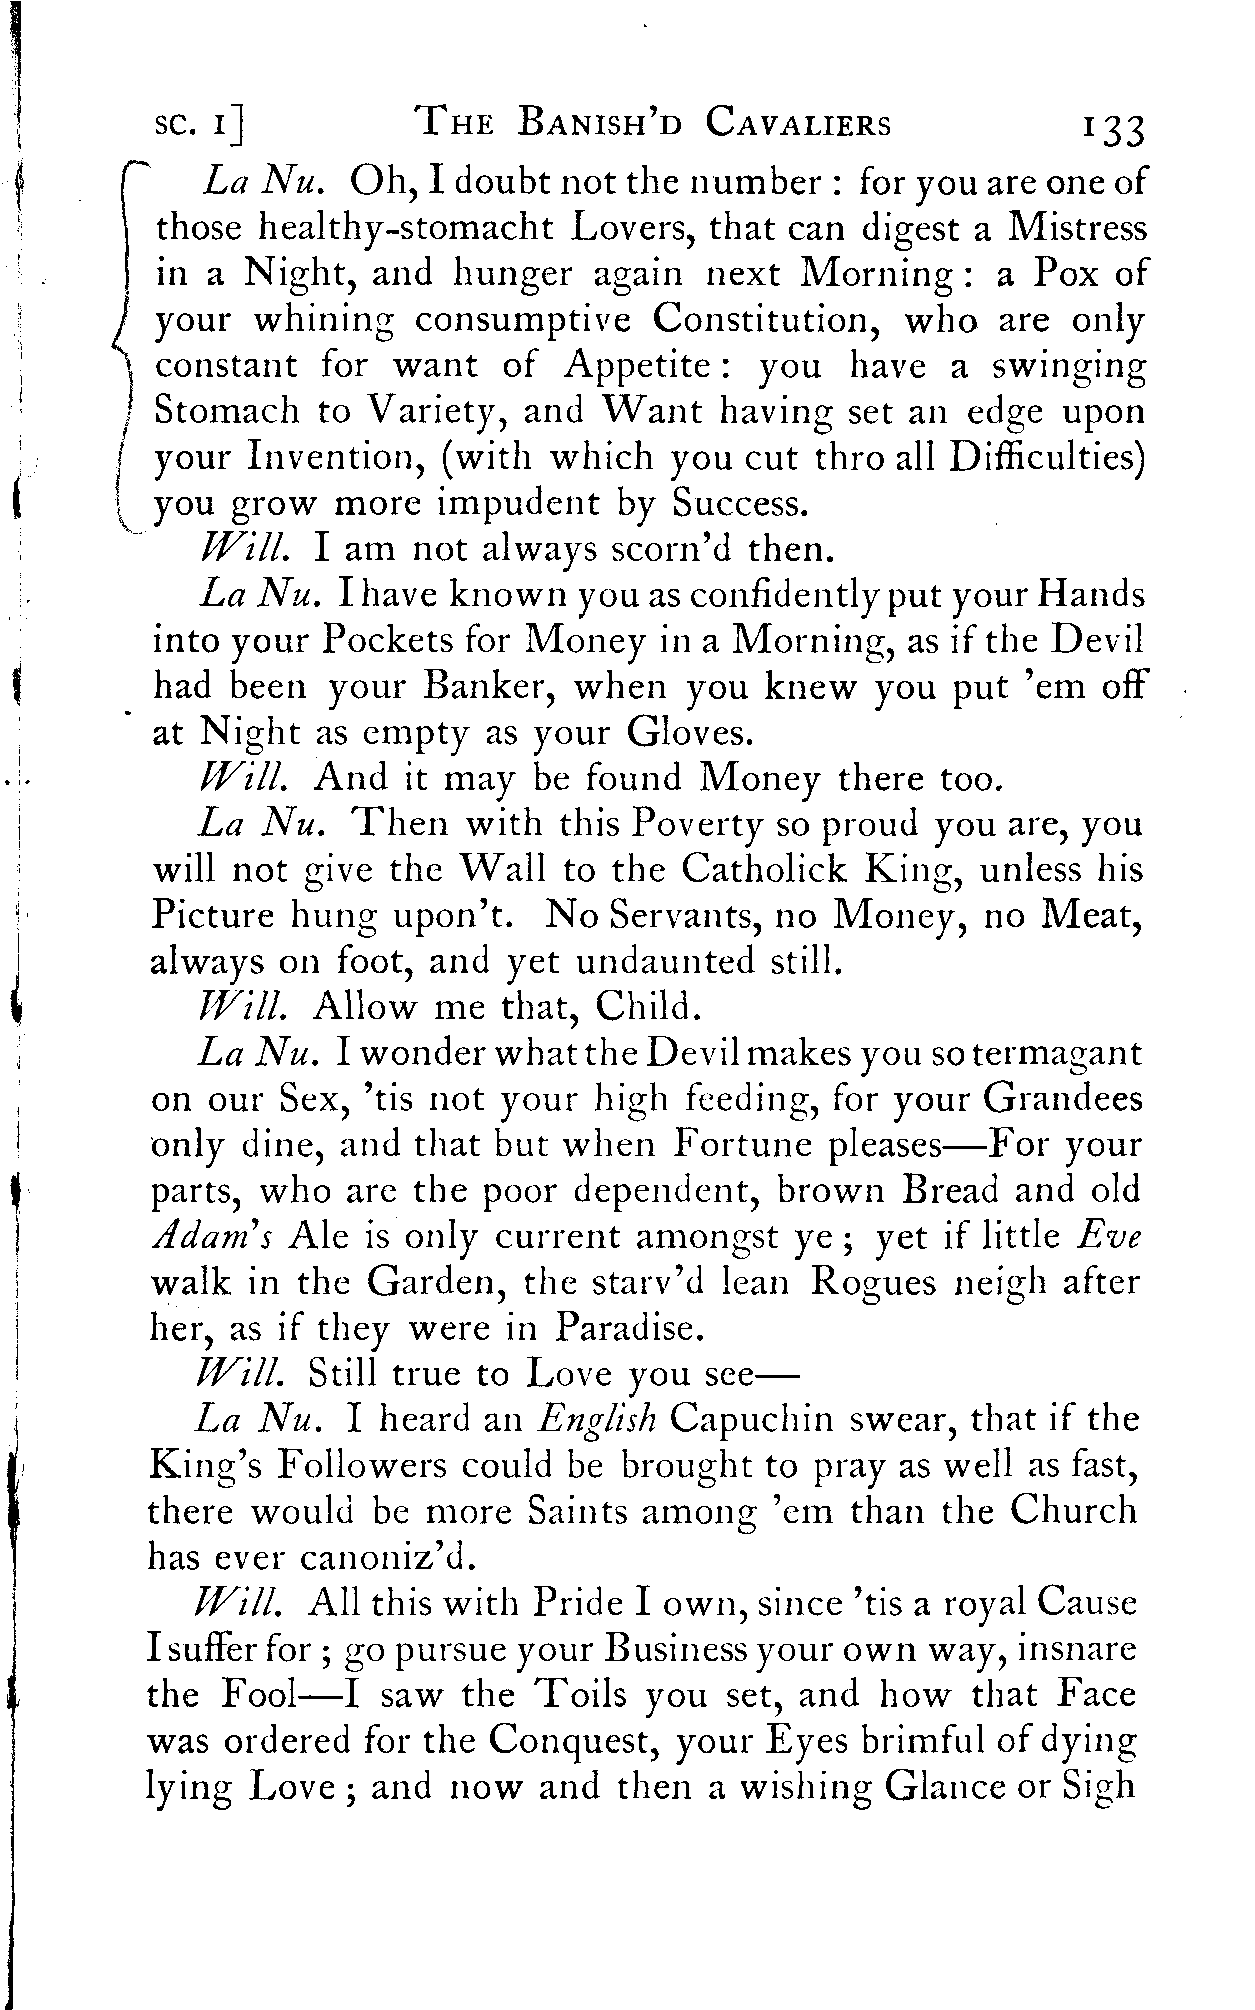 SC. I] THE BANISH'D CAVALIERS 133
La Nu. Oh, I doubt not the number : for you are one of
those healthy-stomacht Lovers, that can digest a Mistress
in a Night, and hunger again next Morning : a Pox of
your whining consumptive Constitution, who are only
constant for want of Appetite : you have a swinging
Stomach to Variety, and Want having set an edge upon
your Invention, (with which you cut thro all Difficulties)
you grow more impudent by Success.
Will. I am not always scorn'd then.
La Nu. I have known you as confidently put your Hands
into your Pockets for Money in a Morning, as if the Devil
had been your Banker, when you knew you put 'em off
at Night as empty as your Gloves.
Will. And it may be found Money there too.
La Nu. Then with this Poverty so proud you are, you
will not give the Wall to the Catholick King, unless his
Picture hung upon't. No Servants, no Money, no Meat,
always on foot, and yet undaunted still.
Will. Allow me that, Child.
La Nu. I wonder what the Devil makes you so termagant
on our Sex, 'tis not your high feeding, for your Grandees
only dine, and that but when Fortune pleases—For your
parts, who are the poor dependent, brown Bread and old
Adam's Ale is only current amongst ye ; yet if little Eve
walk in the Garden, the starv'd lean Rogues neigh after
her, as if they were in Paradise.
Will. Still true to Love you see—
La Nu. I heard an English Capuchin swear, that if the
King's Followers could be brought to pray as well as fast,
there would be more Saints among 'em than the Church
has ever canoniz'd.
Will. All this with Pride I own, since 'tis a royal Cause
I suffer for ; go pursue your Business your own way, insnare
the Fool—I saw the Toils you set, and how that Face
was ordered for the Conquest, your Eyes brimful of dying
lying Love ; and now and then a wishing Glance or Sigh